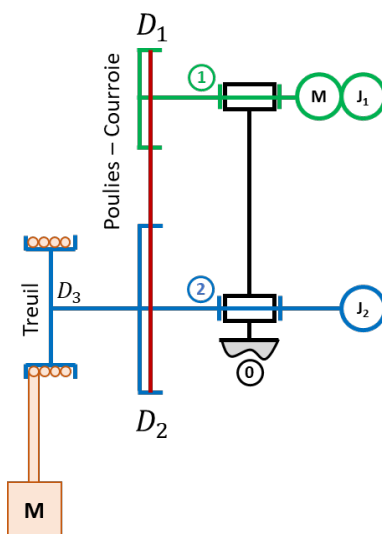 D₁
1
M
J₁
Poulies – Courroie
Treuil
D₃
2
J₂
0
D₂
M